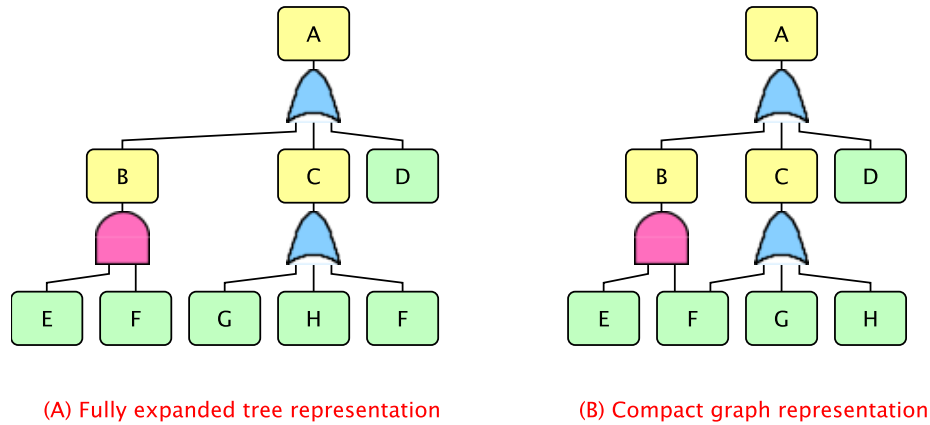 A A
B C D B C D
E F G H F E F G H
(A) Fully expanded tree representation (B) Compact graph representation